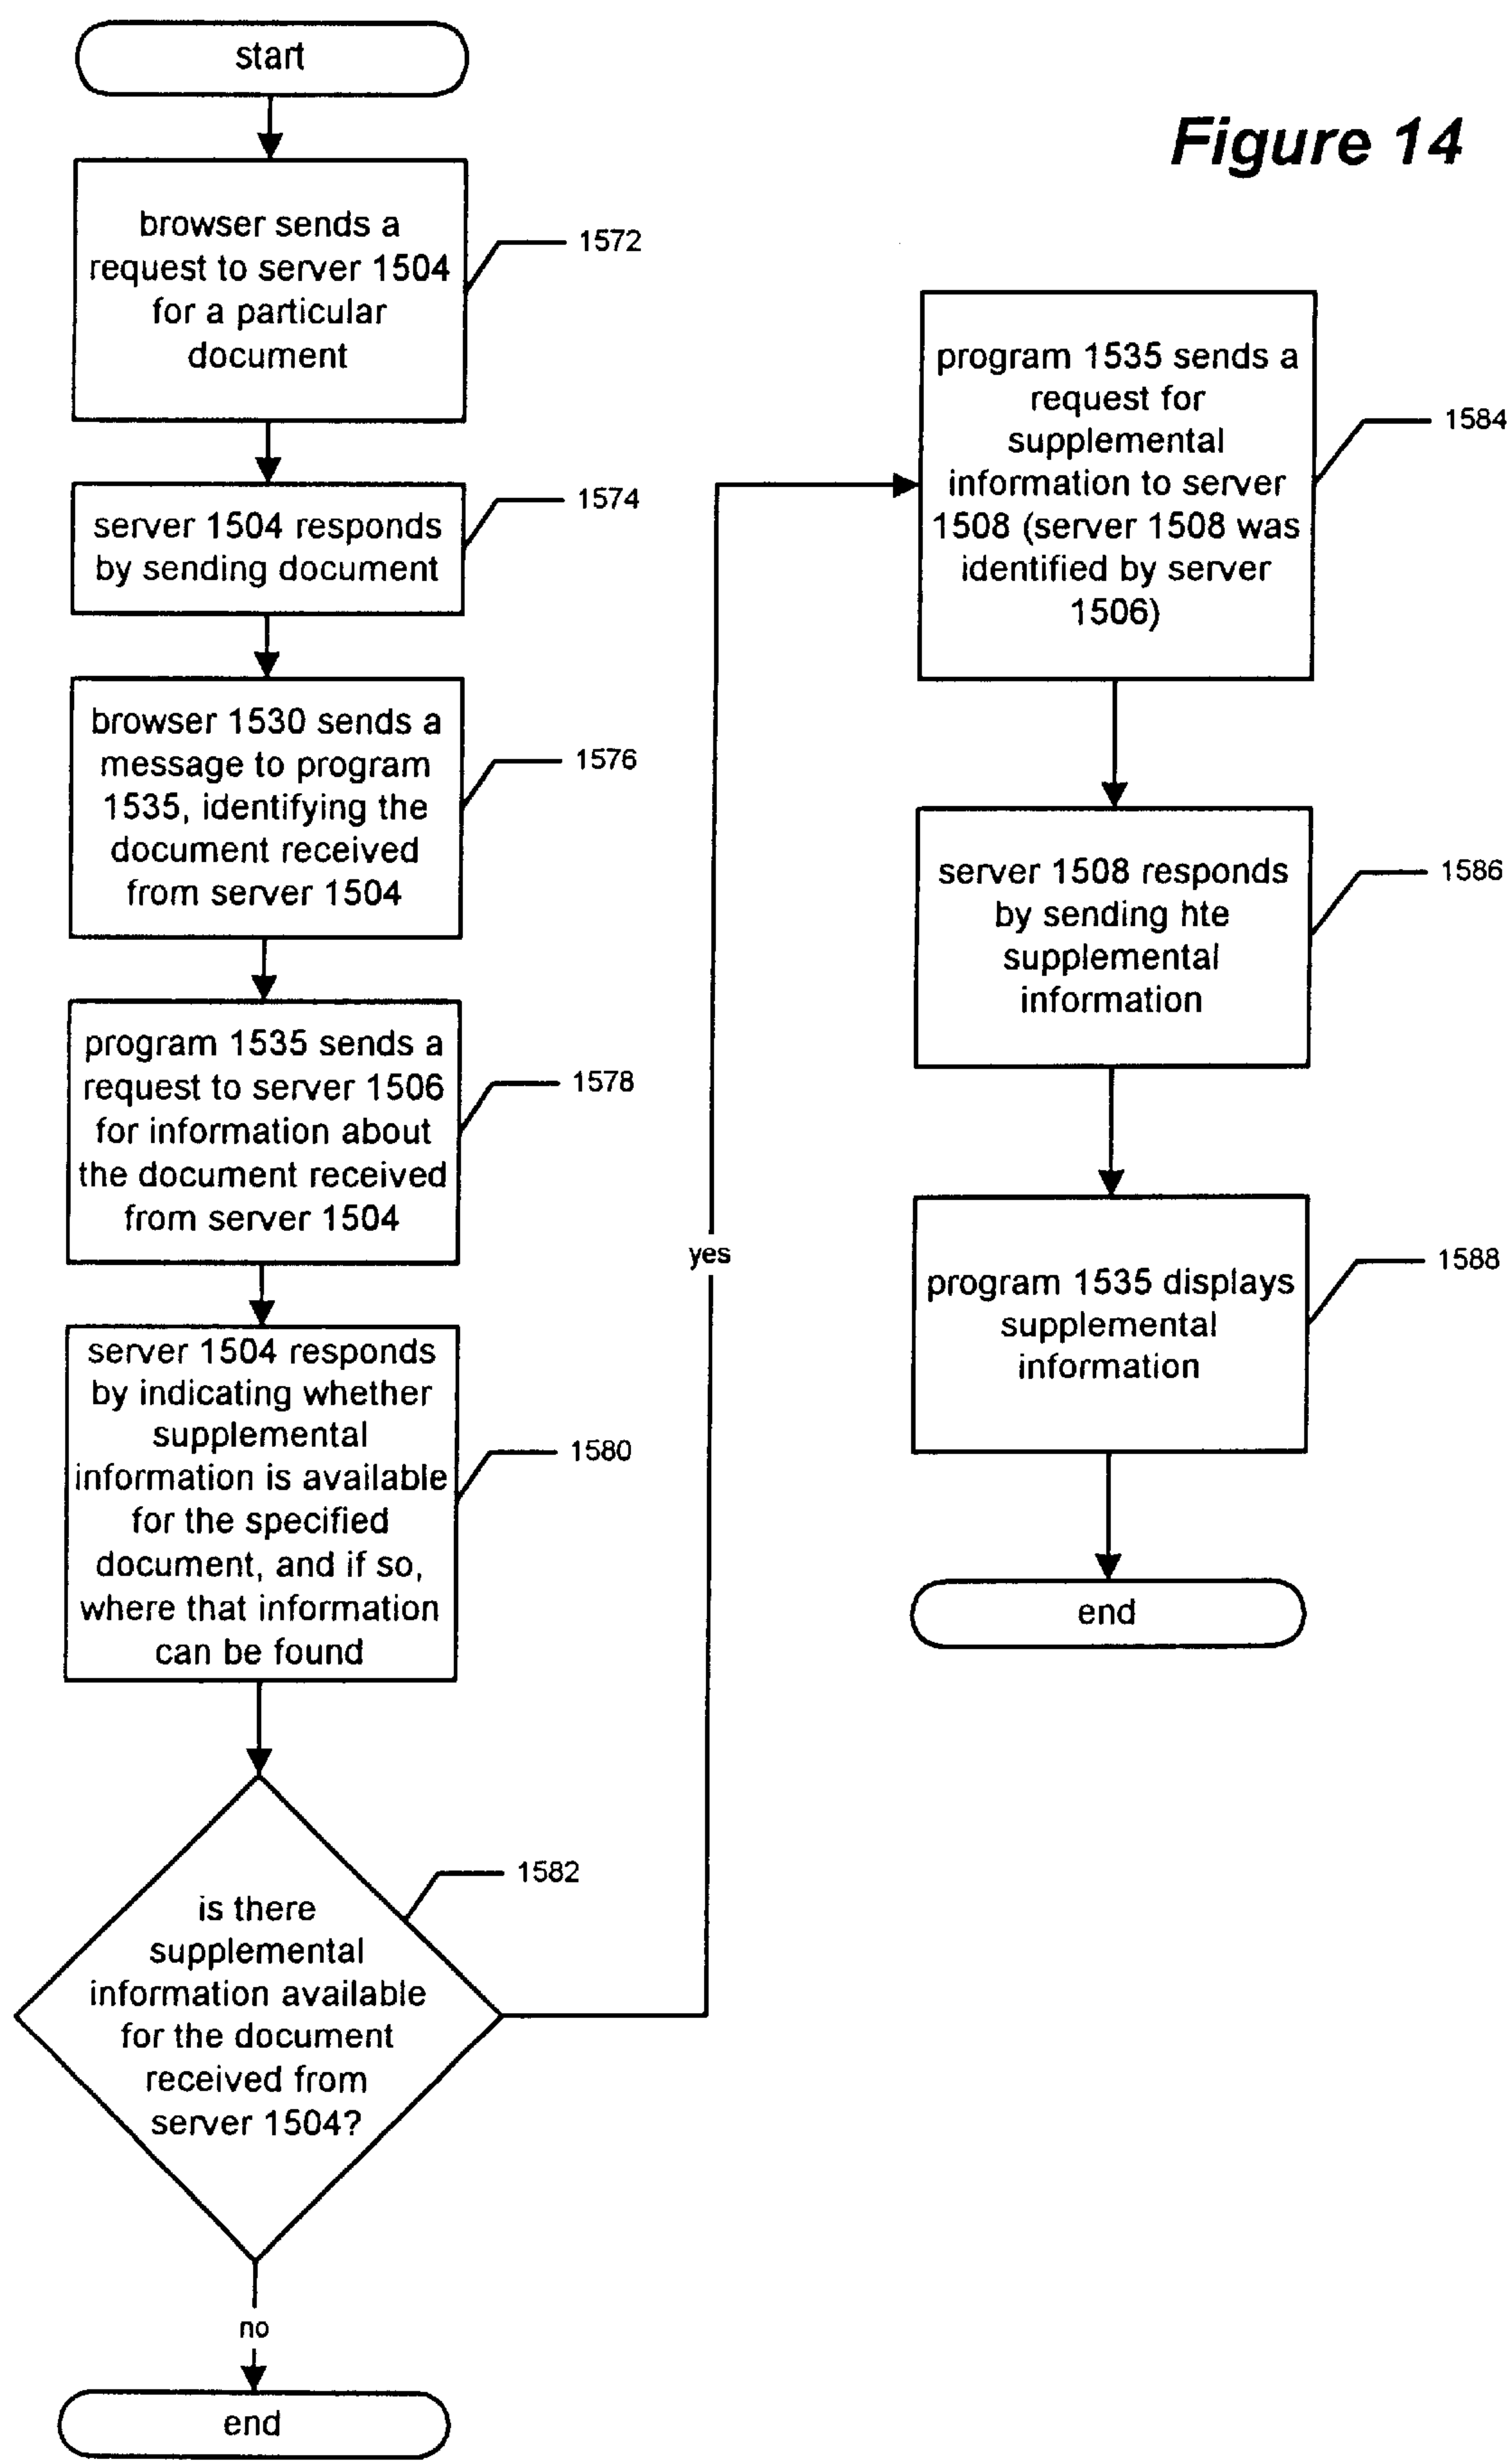 start
Figure 14
browser sends a
request to server 1504
for a particular
document
1572
server 1504 responds
by sending document
1574
browser 1530 sends a
message to program
1535, identifying the
document received
from server 1504
1576
program 1535 sends a
request to server 1506
for information about
the document received
from server 1504
1578
server 1504 responds
by indicating whether
supplemental
information is available
for the specified
document, and if so,
where that information
can be found
1580
is there
supplemental
information available
for the document
received from
server 1504?
1582
no
end
yes
program 1535 sends a
request for
supplemental
information to server
1508 (server 1508 was
identified by server
1506)
1584
server 1508 responds
by sending hte
supplemental
information
1586
program 1535 displays
supplemental
information
1588
end